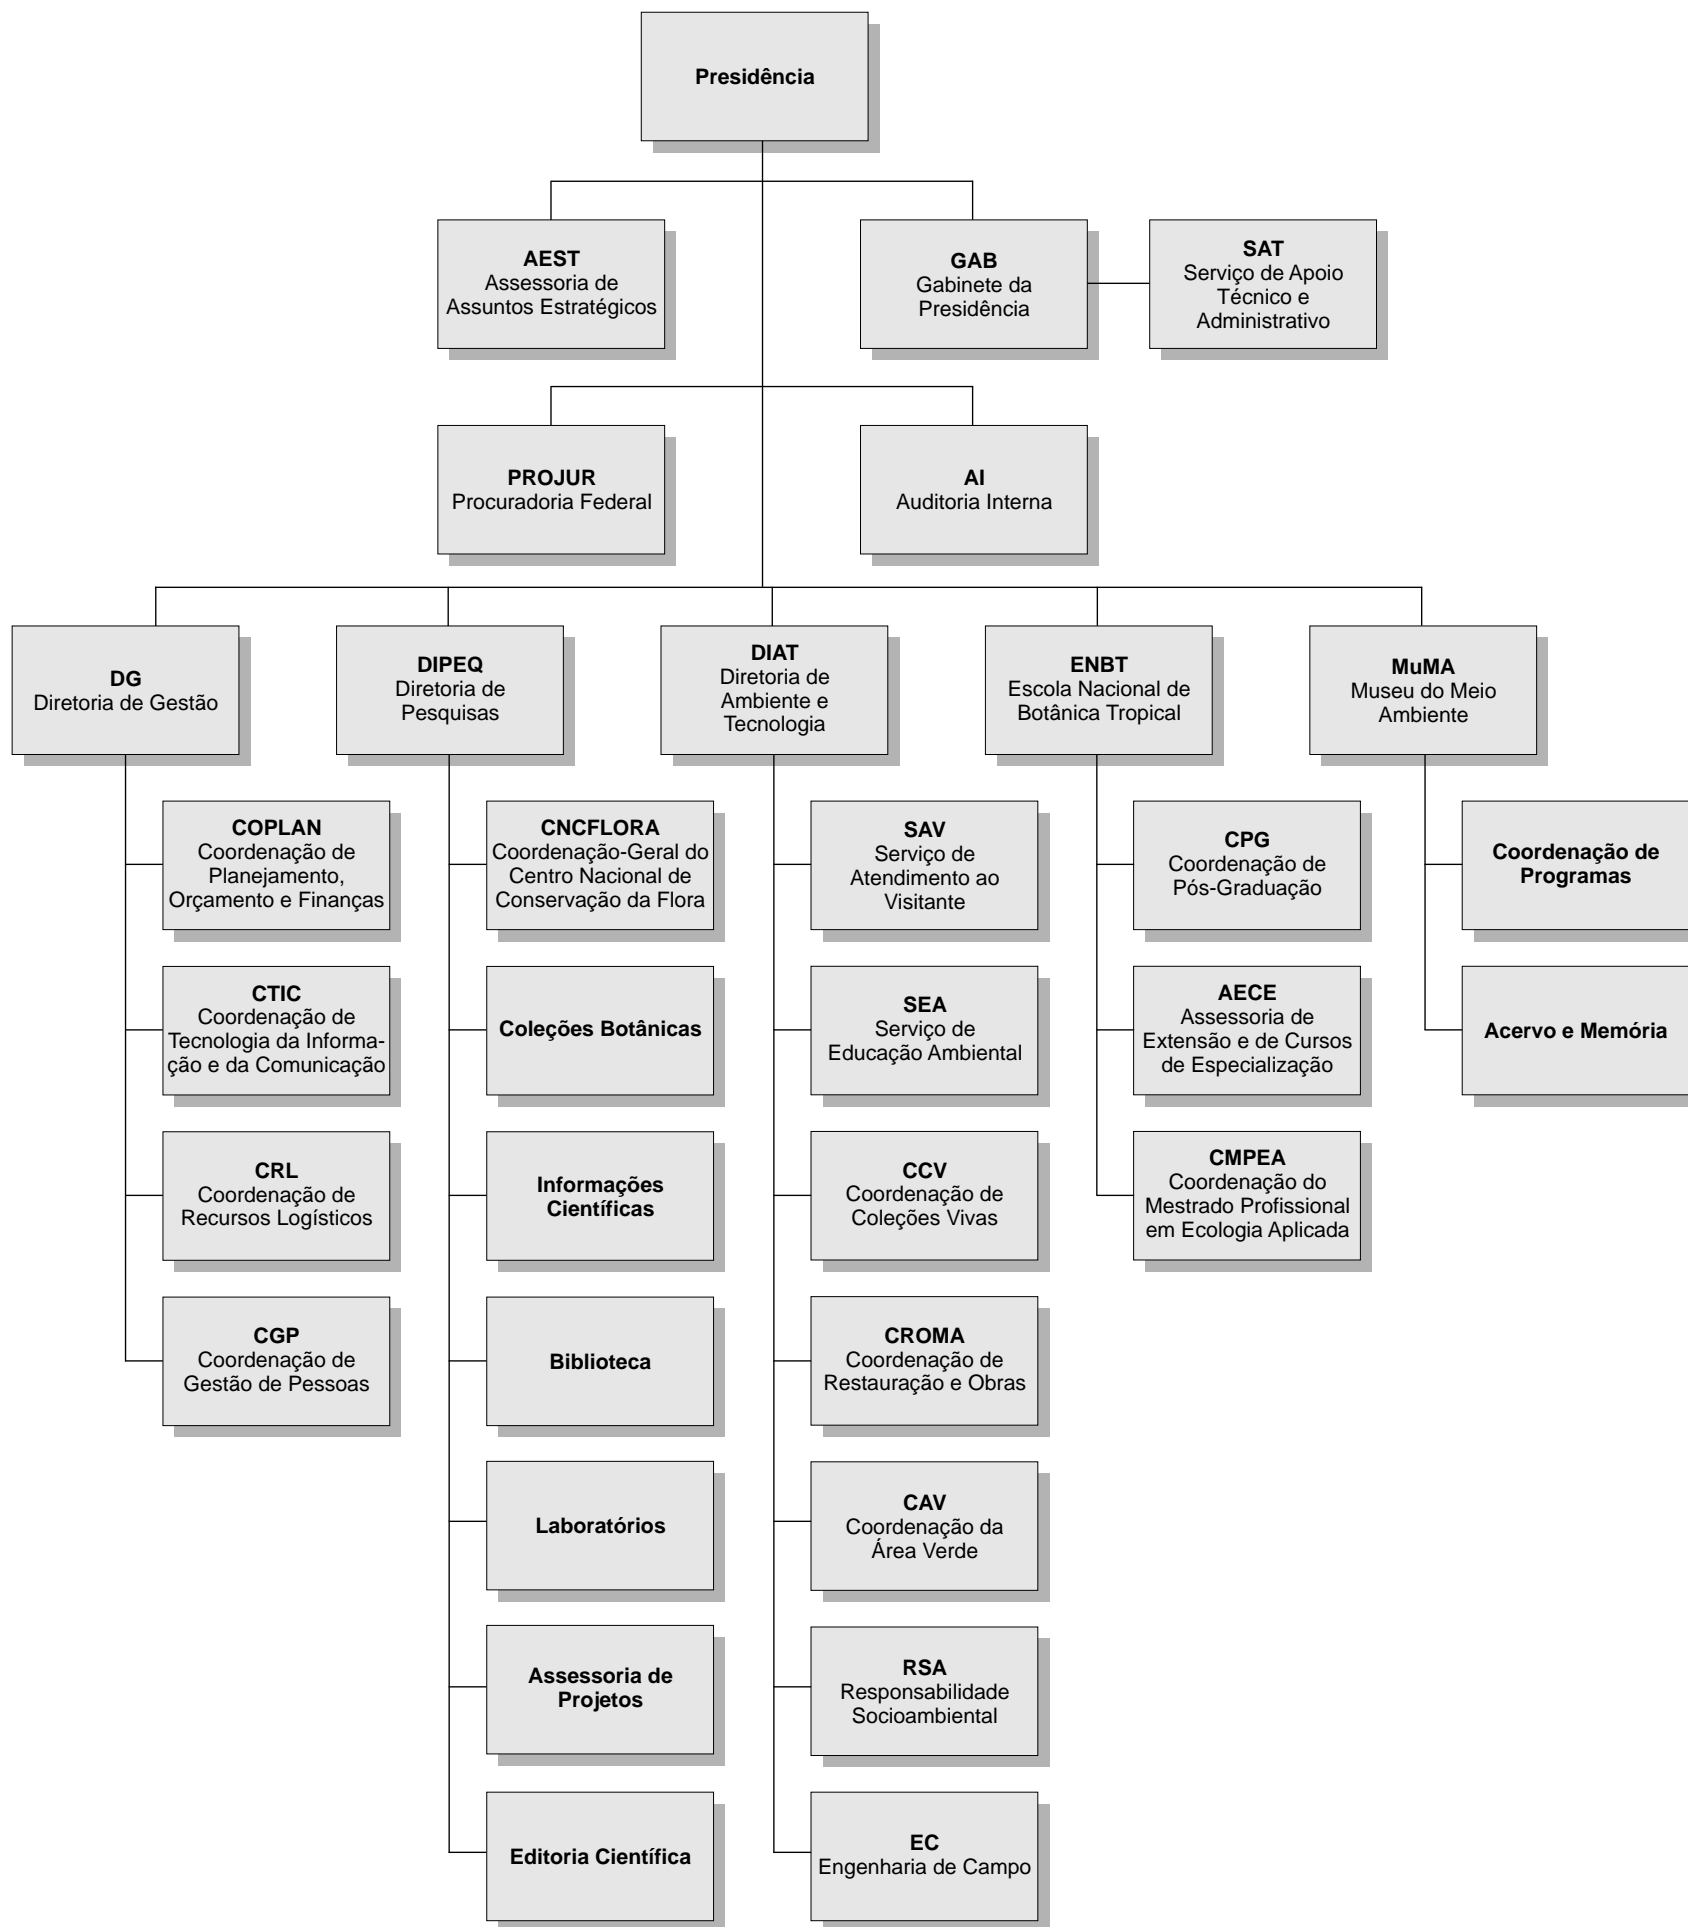 Presidência
AEST
Assessoria de
Assuntos Estratégicos
GAB
Gabinete da
Presidência
SAT
Serviço de Apoio
Técnico e
Administrativo
PROJUR
Procuradoria Federal
AI
Auditoria Interna
DG
Diretoria de Gestão
DIPEQ
Diretoria de
Pesquisas
DIAT
Diretoria de
Ambiente e
Tecnologia
ENBT
Escola Nacional de
Botânica Tropical
MuMA
Museu do Meio
Ambiente
COPLAN
Coordenação de
Planejamento,
Orçamento e Finanças
CTIC
Coordenação de
Tecnologia da Informa-
ção e da Comunicação
CRL
Coordenação de
Recursos Logísticos
CGP
Coordenação de
Gestão de Pessoas
CNCFLORA
Coordenação-Geral do
Centro Nacional de
Conservação da Flora
Coleções Botânicas
Informações
Científicas
Biblioteca
Laboratórios
Assessoria de
Projetos
Editoria Científica
SAV
Serviço de
Atendimento ao
Visitante
SEA
Serviço de
Educação Ambiental
CCV
Coordenação de
Coleções Vivas
CROMA
Coordenação de
Restauração e Obras
CAV
Coordenação da
Área Verde
RSA
Responsabilidade
Socioambiental
EC
Engenharia de Campo
CPG
Coordenação de
Pós-Graduação
AECE
Assessoria de
Extensão e de Cursos
de Especialização
CMPEA
Coordenação do
Mestrado Profissional
em Ecologia Aplicada
Coordenação de
Programas
Acervo e Memória